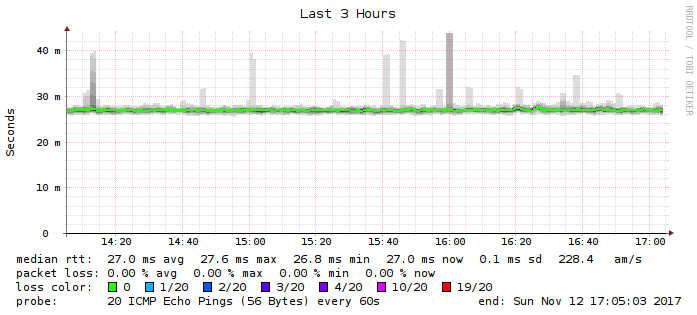 Last 3 Hours
RRDTOOL / TOBI OETIKER
Seconds
40 m
30 m
20 m
10 m
0
14:20 14:40 15:00 15:20 15:40 16:00 16:20 16:40 17:00
median rtt: 27.0 ms avg 27.6 ms max 26.8 ms min 27.0 ms now 0.1 ms sd 228.4 am/s
packet loss: 0.00 % avg 0.00 % max 0.00 % min 0.00 % now
loss color: 0 1/20 2/20 3/20 4/20 10/20 19/20
probe: 20 ICMP Echo Pings (56 Bytes) every 60s end: Sun Nov 12 17:05:03 2017